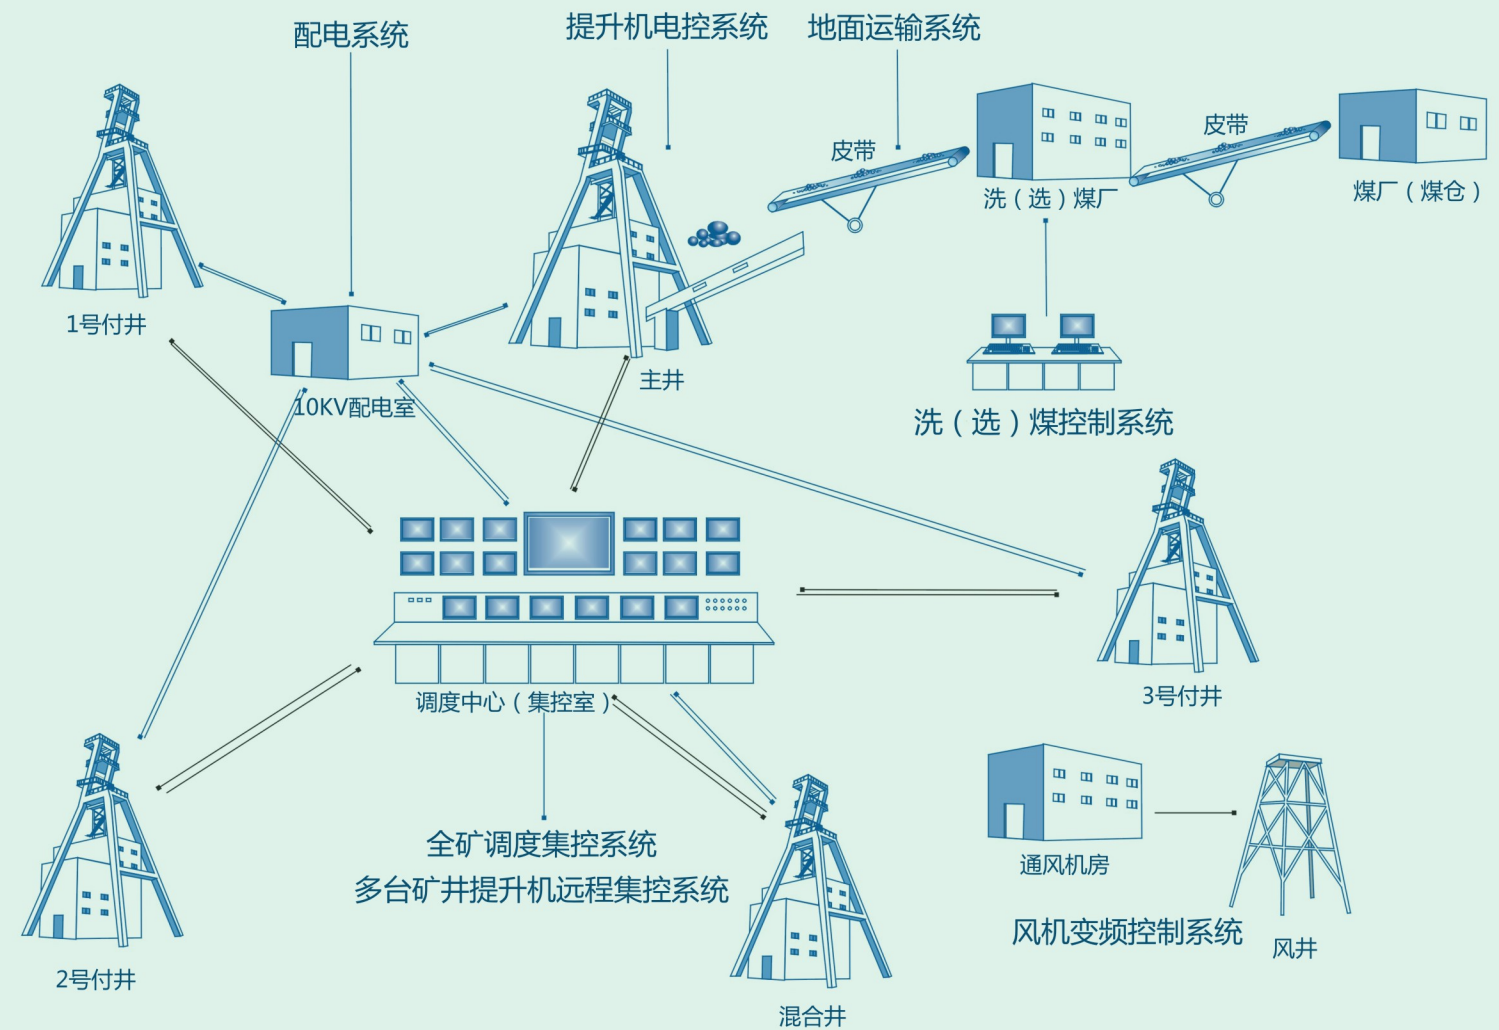 配电系统
提升机电控系统
地面运输系统
皮带
皮带
洗（选）煤厂
煤厂（煤仓）
1号付井
主井
10KV配电室
洗（选）煤控制系统
调度中心（集控室）
3号付井
全矿调度集控系统
多台矿井提升机远程集控系统
通风机房
风机变频控制系统
风井
2号付井
混合井